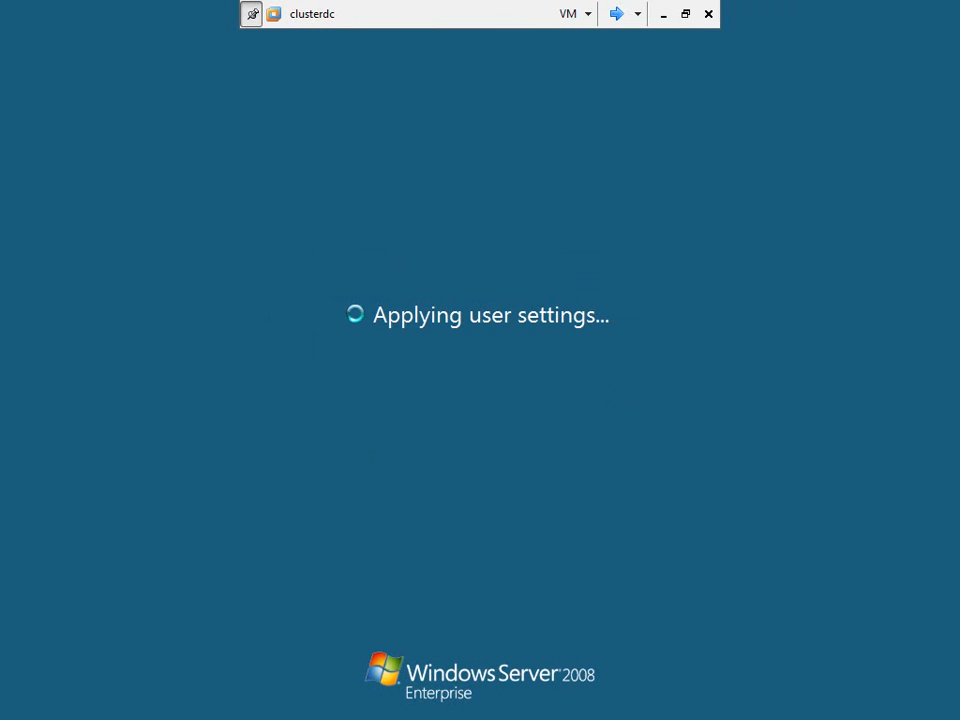 clusterdc VM
Applying user settings...
Windows Server 2008
Enterprise